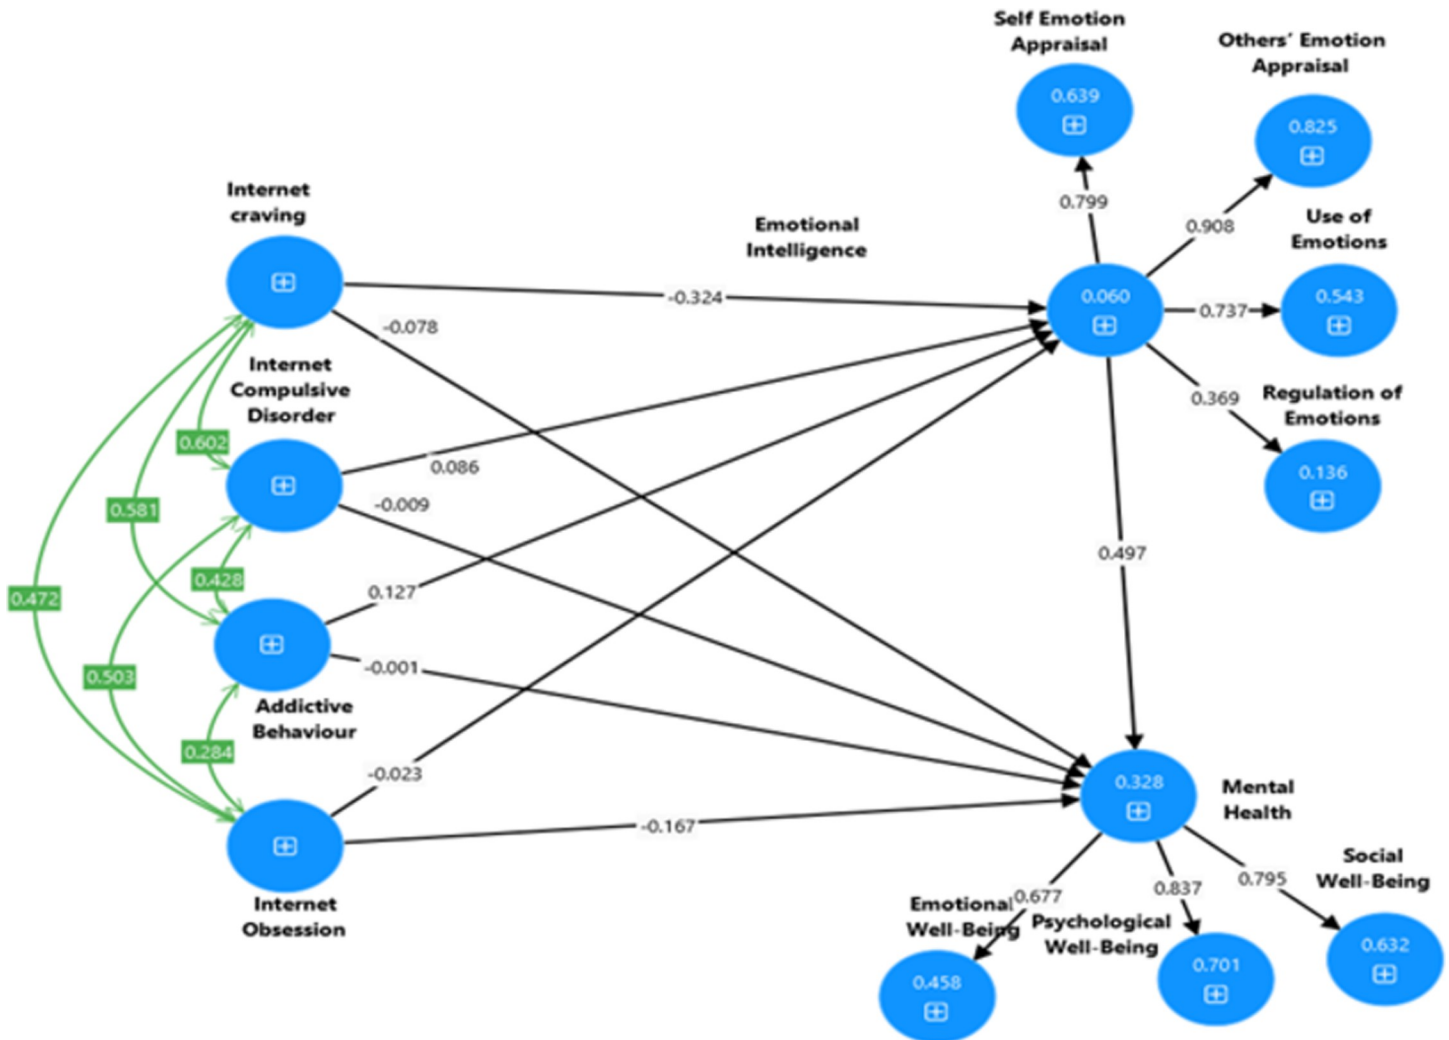 Self Emotion
Appraisal
Others' Emotion
Appraisal
0.639
0.825
0.799
0.908
Internet
craving
Emotional
Intelligence
Use of
Emotions
-0.324
0.060
0.737
0.543
-0.078
Internet
Compulsive
Disorder
0.369
Regulation of
Emotions
0.602
0.086
0.136
0.581
-0.009
0.497
0.428
0.472
0.127
0.503
-0.001
Addictive
Behaviour
0.284
-0.023
0.328
Mental
Health
-0.167
Internet
Obsession
Social
Well-Being
0.677
0.837
0.795
Emotional
Well-Being
Psychological
Well-Being
0.458
0.701
0.632